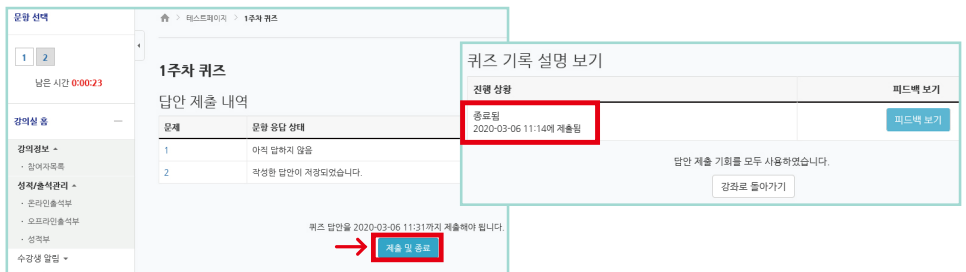 문항 선택
1 2
남은 시간 0:00:23
강의실 홈
강의정보
· 참여자목록
성적/출석관리
· 온라인출석부
· 오프라인출석부
· 성적부
수강생 알림
> 테스트페이지 > 1주차 퀴즈
1주차 퀴즈
답안 제출 내역
문제 문항 응답 상태
1 아직 답하지 않음
2 작성한 답안이 저장되었습니다.
퀴즈 답안을 2020-03-06 11:31까지 제출해야 됩니다.
제출 및 종료
퀴즈 기록 설명 보기
진행 상황 피드백 보기
종료됨
2020-03-06 11:14에 제출됨
피드백 보기
답안 제출 기회를 모두 사용하였습니다.
강좌로 돌아가기